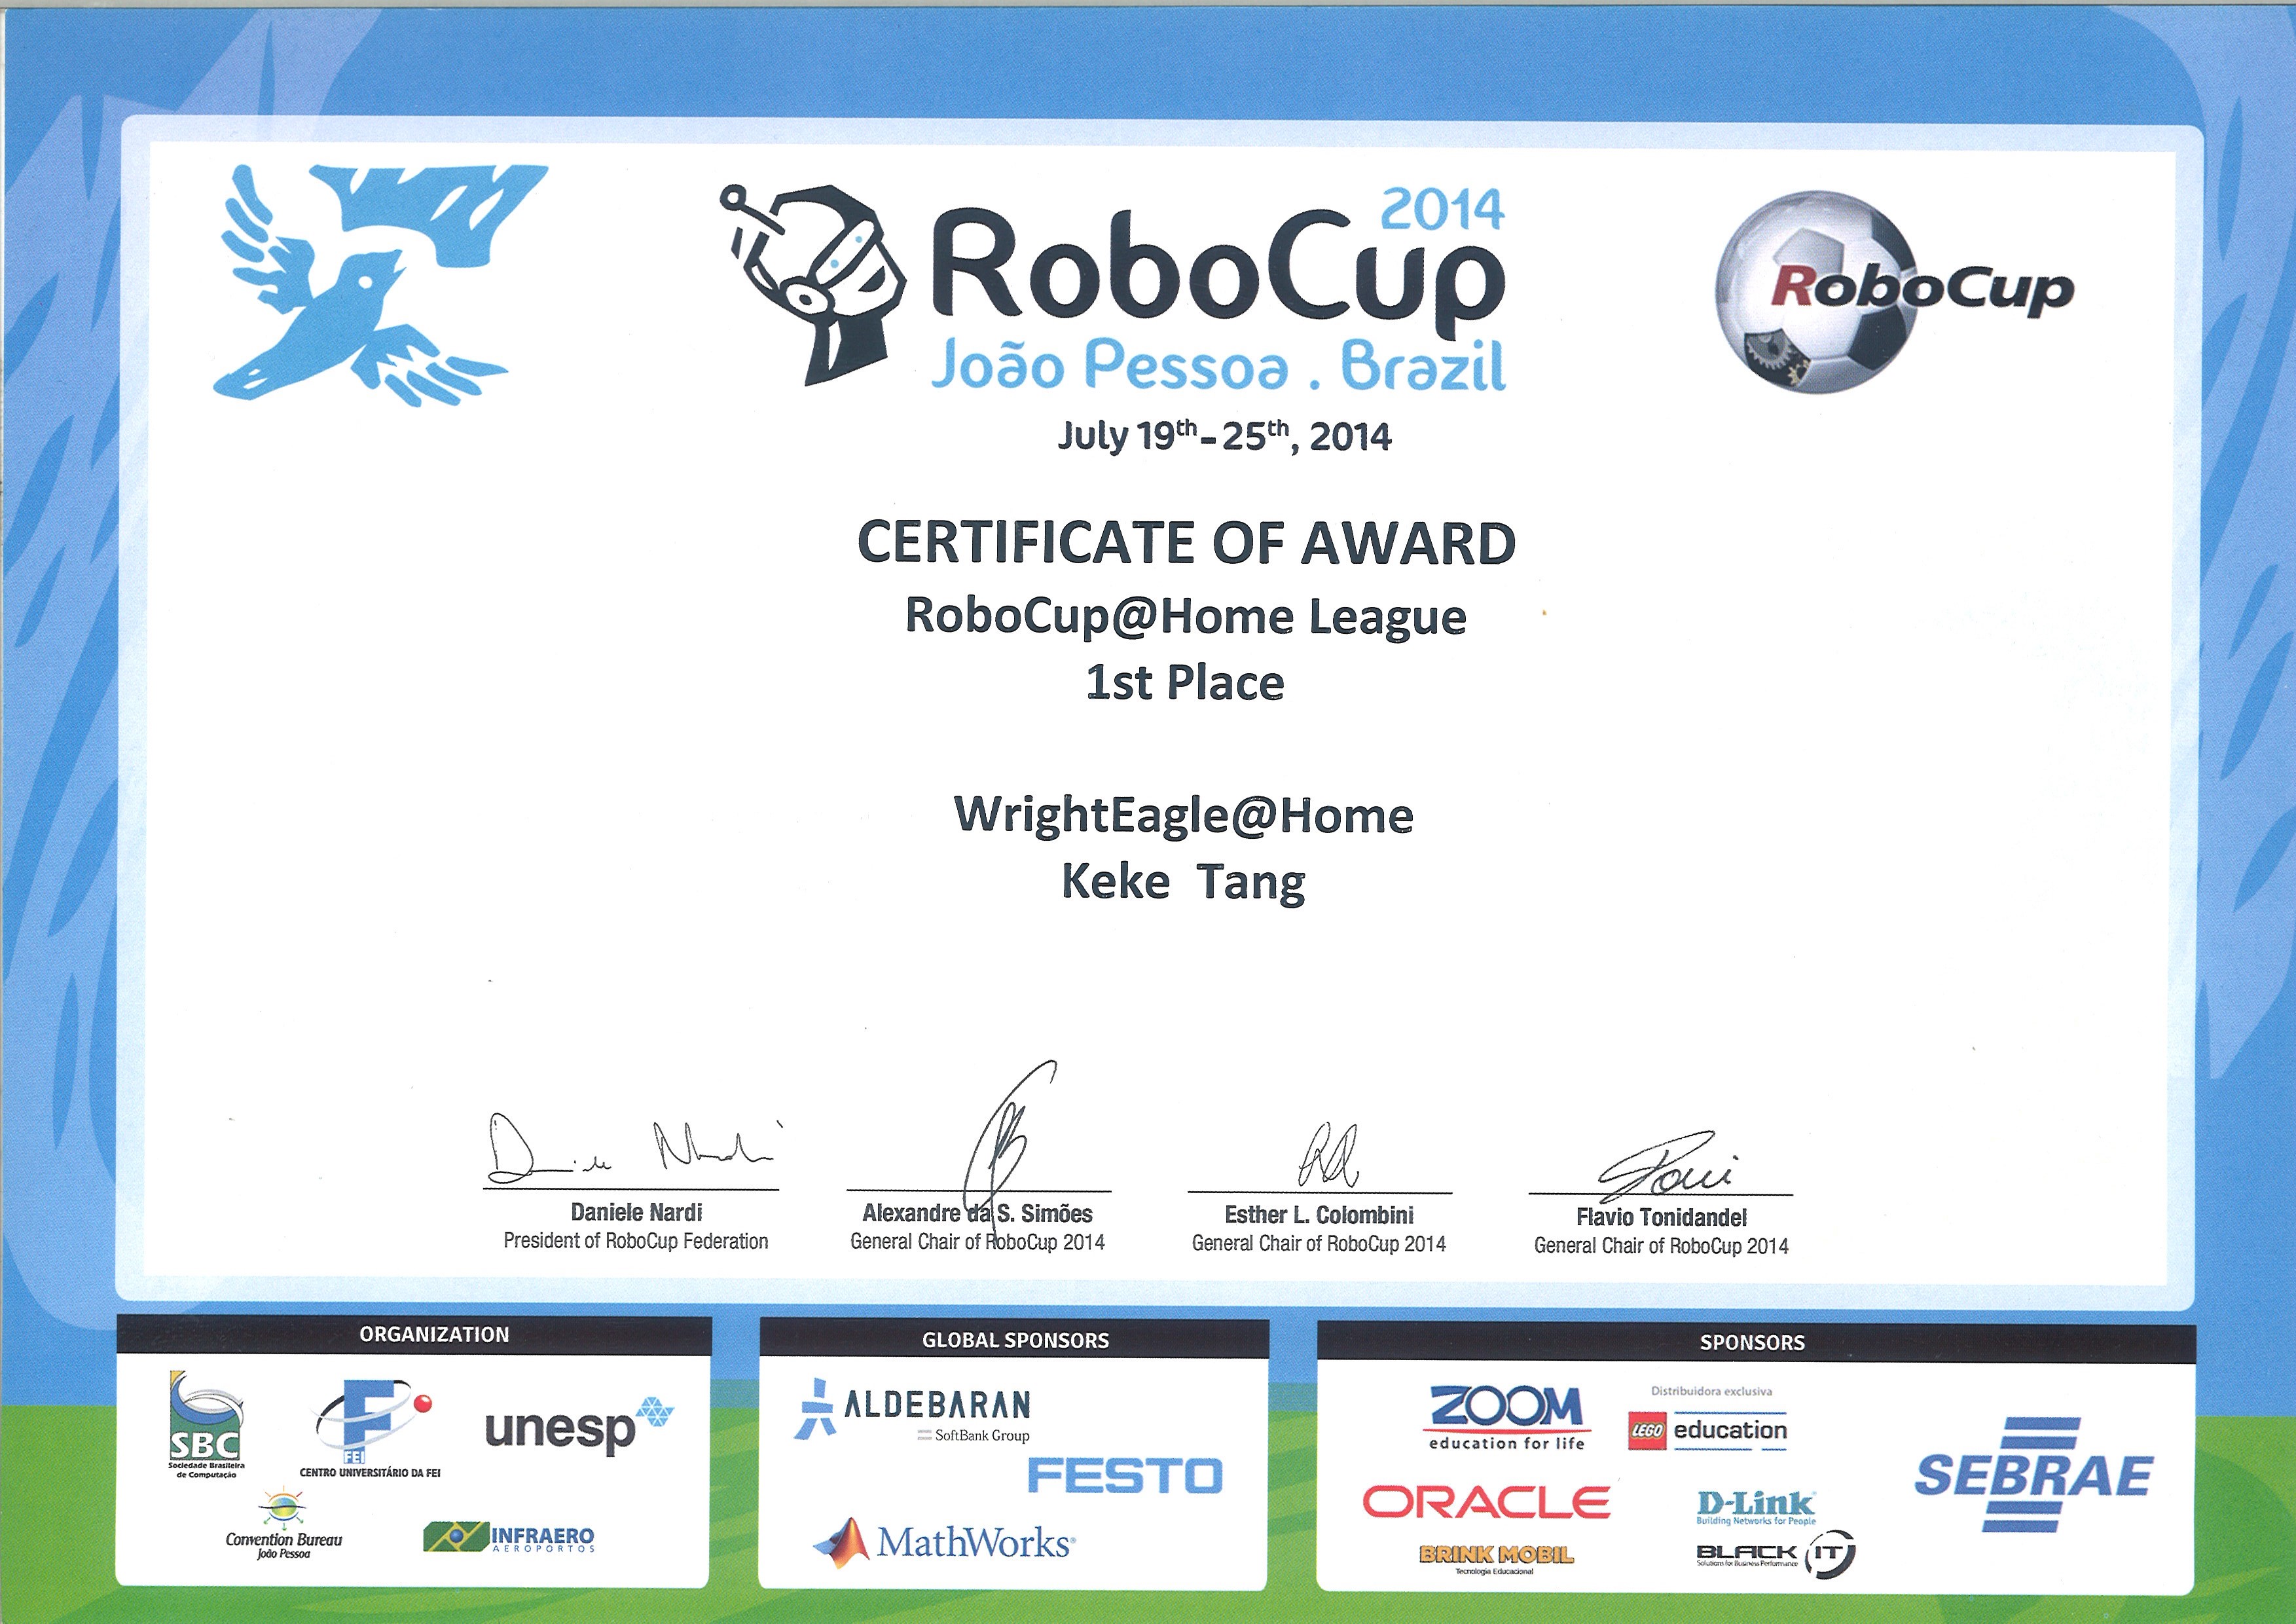 2014
RoboCup
João Pessoa . Brazil
RoboCup
July 19th-25th, 2014
CERTIFICATE OF AWARD
RoboCup@Home League
1st Place
WrightEagle@Home
Keke Tang
Daniele Nardi
President of RoboCup Federation
Alexandre da S. Simões
General Chair of RoboCup 2014
Esther L. Colombini
General Chair of RoboCup 2014
Flavio Tonidandel
General Chair of RoboCup 2014
ORGANIZATION
SBC
Sociedade Brasileira
de Computação
FEI
CENTRO UNIVERSITÁRIO DA FEI
unesp
Convention Bureau
João Pessoa
INFRAERO
AEROPORTOS
GLOBAL SPONSORS
ALDEBARAN
SoftBank Group
FESTO
MathWorks®
SPONSORS
ZOOM
education for life
Distribuidora exclusiva
LEGO education
ORACLE
D-Link®
Building Networks for People
BRINK MOBIL
Tecnologia Educacional
BLACK IT
Solutions for Business Performance
SEBRAE